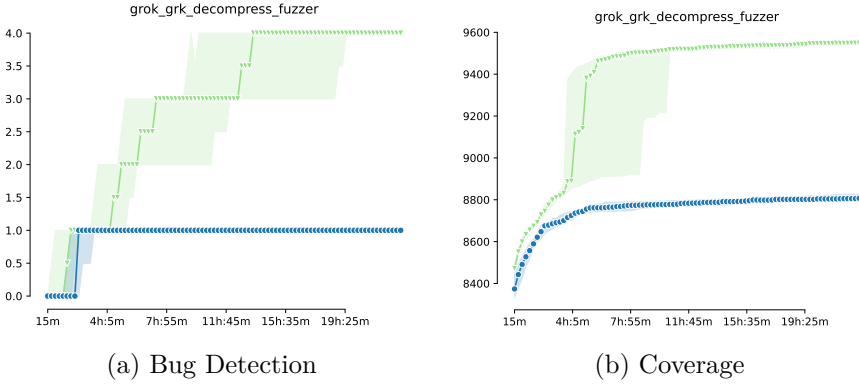 grok_grk_decompress_fuzzer
4.0
3.5
3.0
2.5
2.0
1.5
1.0
0.5
0.0
15m 4h:5m 7h:55m 11h:45m 15h:35m 19h:25m
(a) Bug Detection
grok_grk_decompress_fuzzer
9600
9400
9200
9000
8800
8600
8400
15m 4h:5m 7h:55m 11h:45m 15h:35m 19h:25m
(b) Coverage